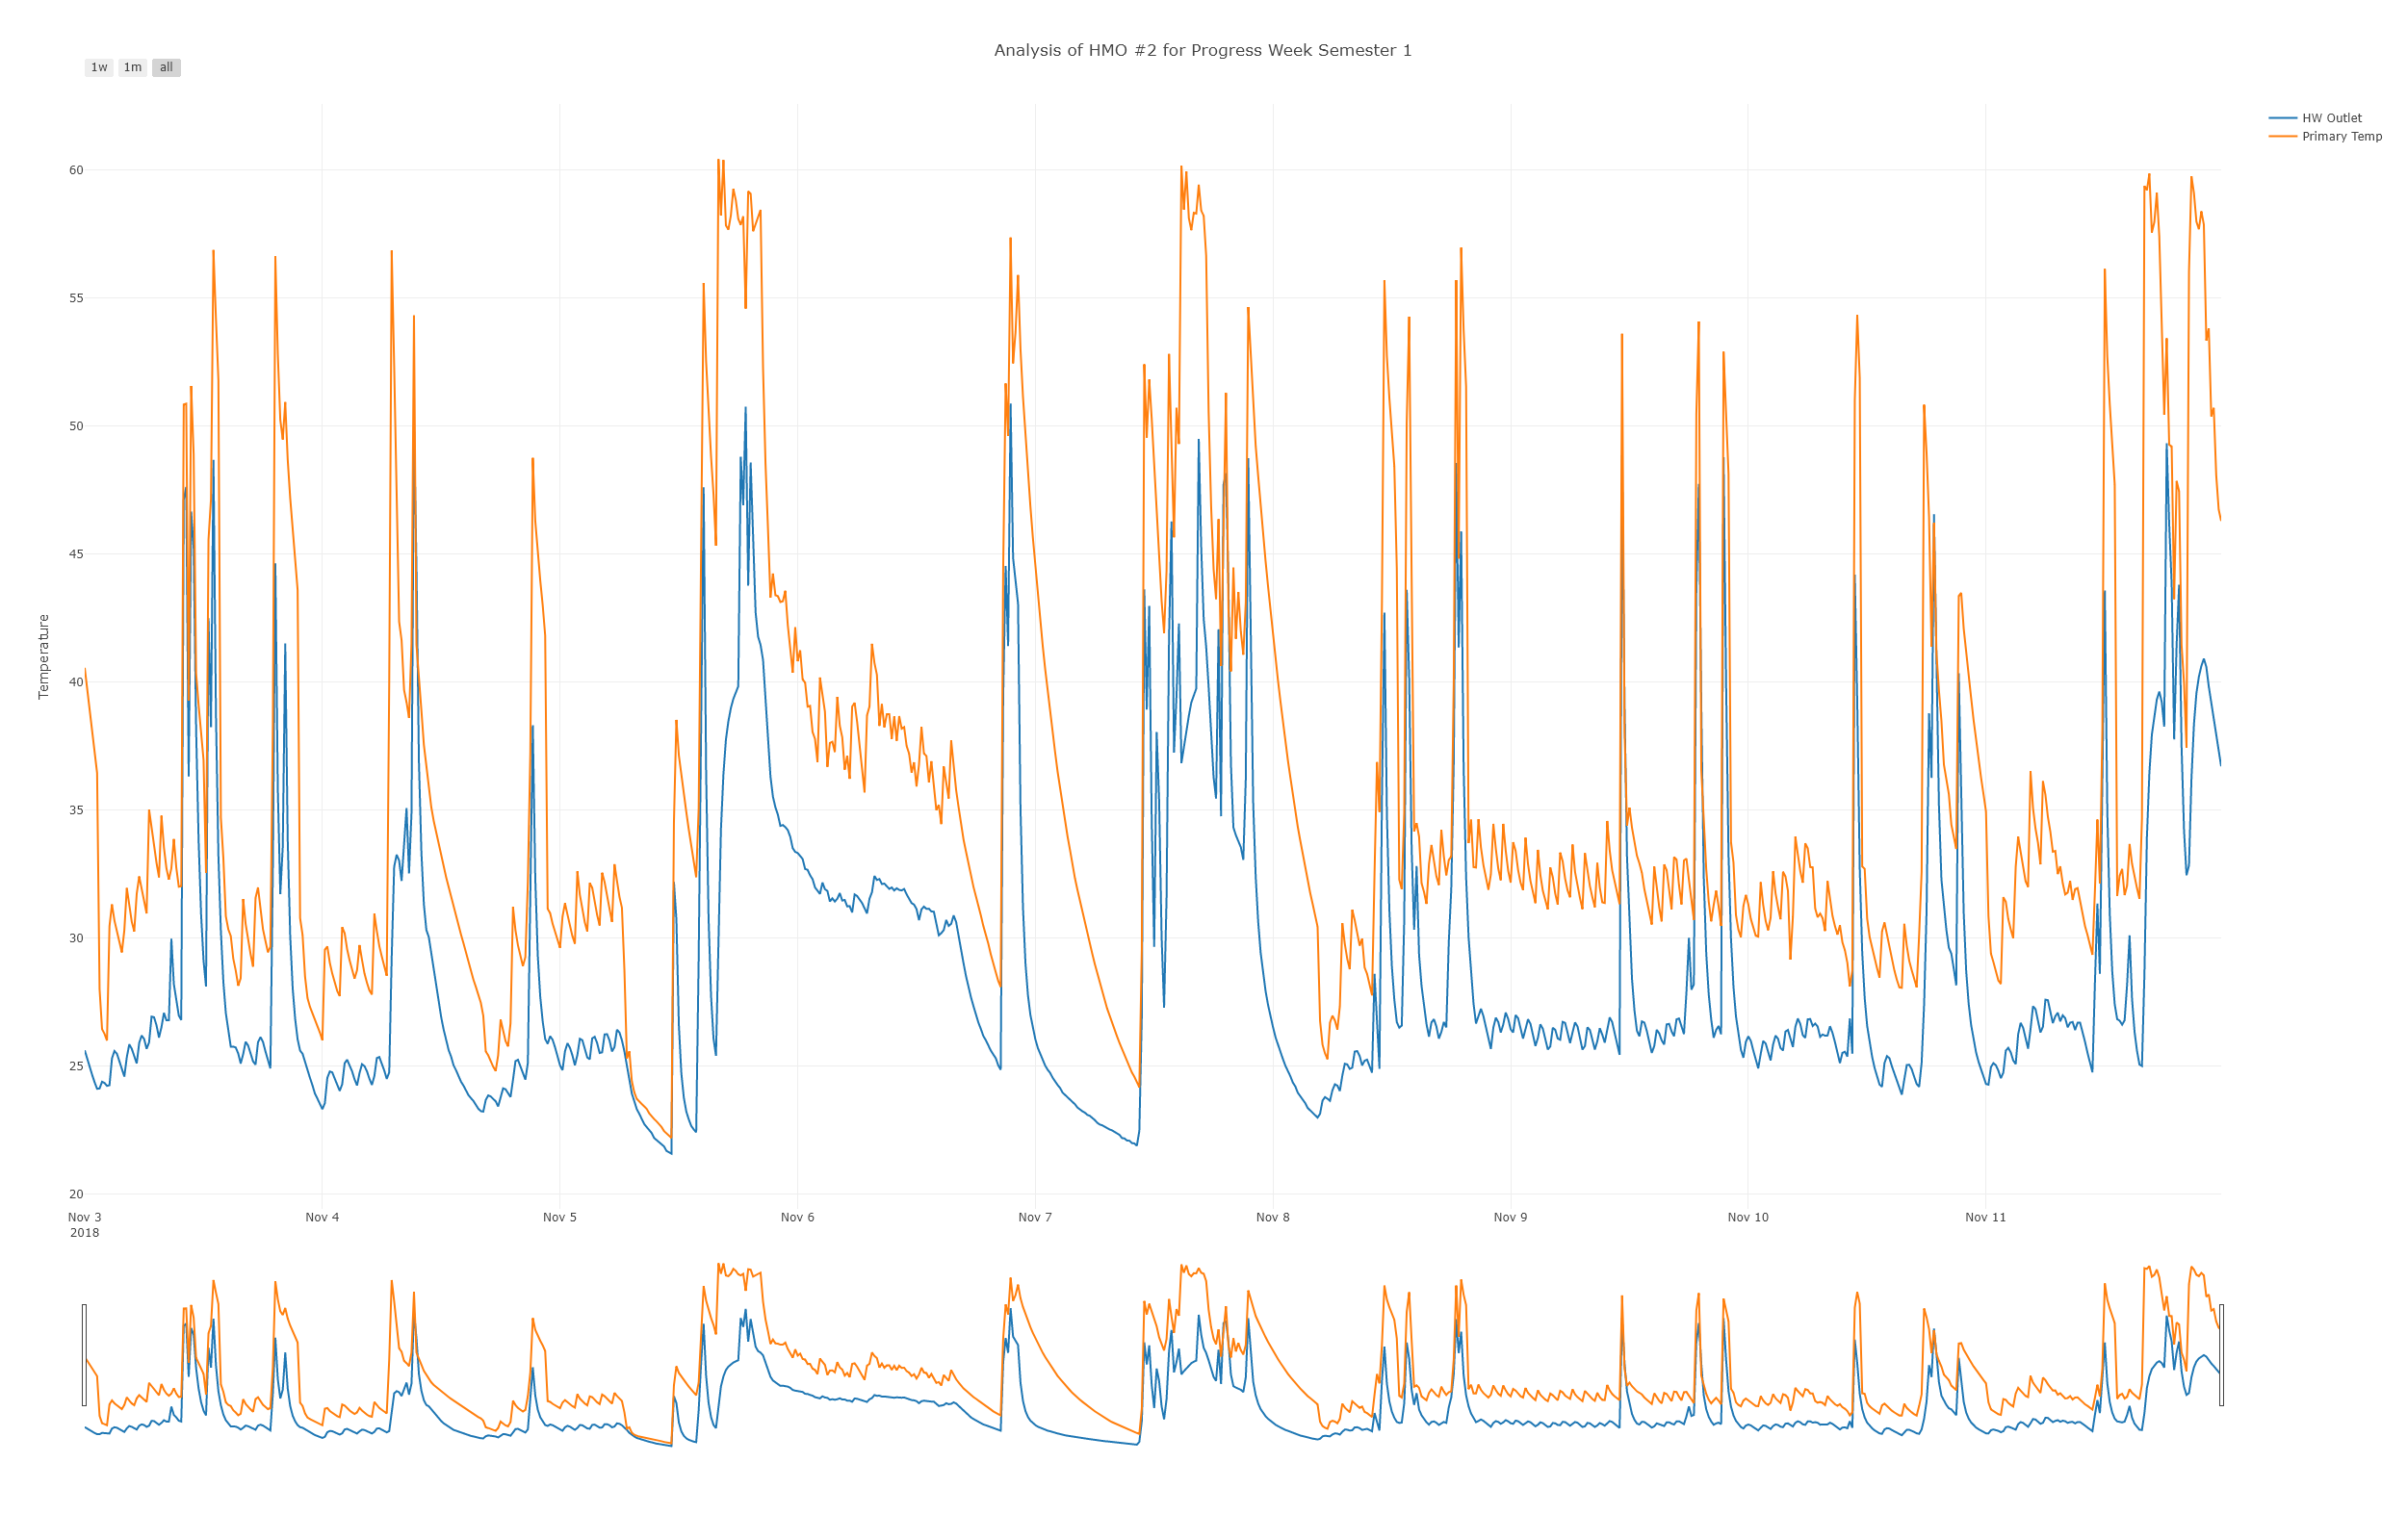 Analysis of HMO #2 for Progress Week Semester 1
1w 1m all
HW Outlet
Primary Temp
60
55
50
45
40
35
30
25
20
Temperature
Nov 3 Nov 4 Nov 5 Nov 6 Nov 7 Nov 8 Nov 9 Nov 10 Nov 11
2018